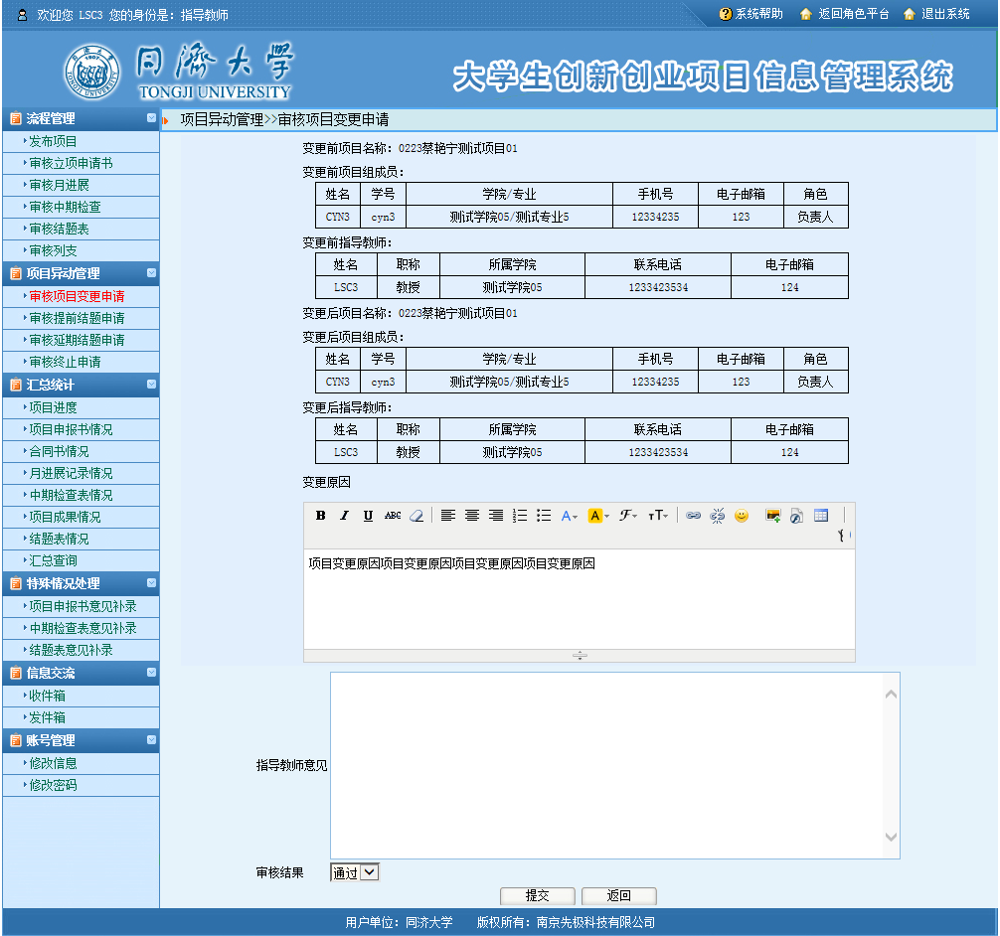 欢迎您 LSC3 您的身份是：指导教师
系统帮助 返回角色平台 退出系统
同濟大学
TONGJI UNIVERSITY
大学生创新创业项目信息管理系统
流程管理
发布项目
审核立项申请书
审核月进展
审核中期检查
审核结题表
审核列支
项目异动管理
审核项目变更申请
审核提前结题申请
审核延期结题申请
审核终止申请
汇总统计
项目进度
项目申报书情况
合同书情况
月进展记录情况
中期检查表情况
项目成果情况
结题表情况
汇总查询
特殊情况处理
项目申报书意见补录
中期检查表意见补录
结题表意见补录
信息交流
收件箱
发件箱
账号管理
修改信息
修改密码
项目异动管理>>审核项目变更申请
变更前项目名称：0223蔡艳宁测试项目01
变更前项目组成员：
姓名 学号 学院/专业 手机号 电子邮箱 角色
CYN3 cyn3 测试学院05/测试专业5 12334235 123 负责人
变更前指导教师：
姓名 职称 所属学院 联系电话 电子邮箱
LSC3 教授 测试学院05 1233423534 124
变更后项目名称：0223蔡艳宁测试项目01
变更后项目组成员：
姓名 学号 学院/专业 手机号 电子邮箱 角色
CYN3 cyn3 测试学院05/测试专业5 12334235 123 负责人
变更后指导教师：
姓名 职称 所属学院 联系电话 电子邮箱
LSC3 教授 测试学院05 1233423534 124
变更原因
B I U ABC A A F TT
项目变更原因项目变更原因项目变更原因项目变更原因
指导教师意见
审核结果 通过
提交 返回
用户单位：同济大学 版权所有：南京先极科技有限公司